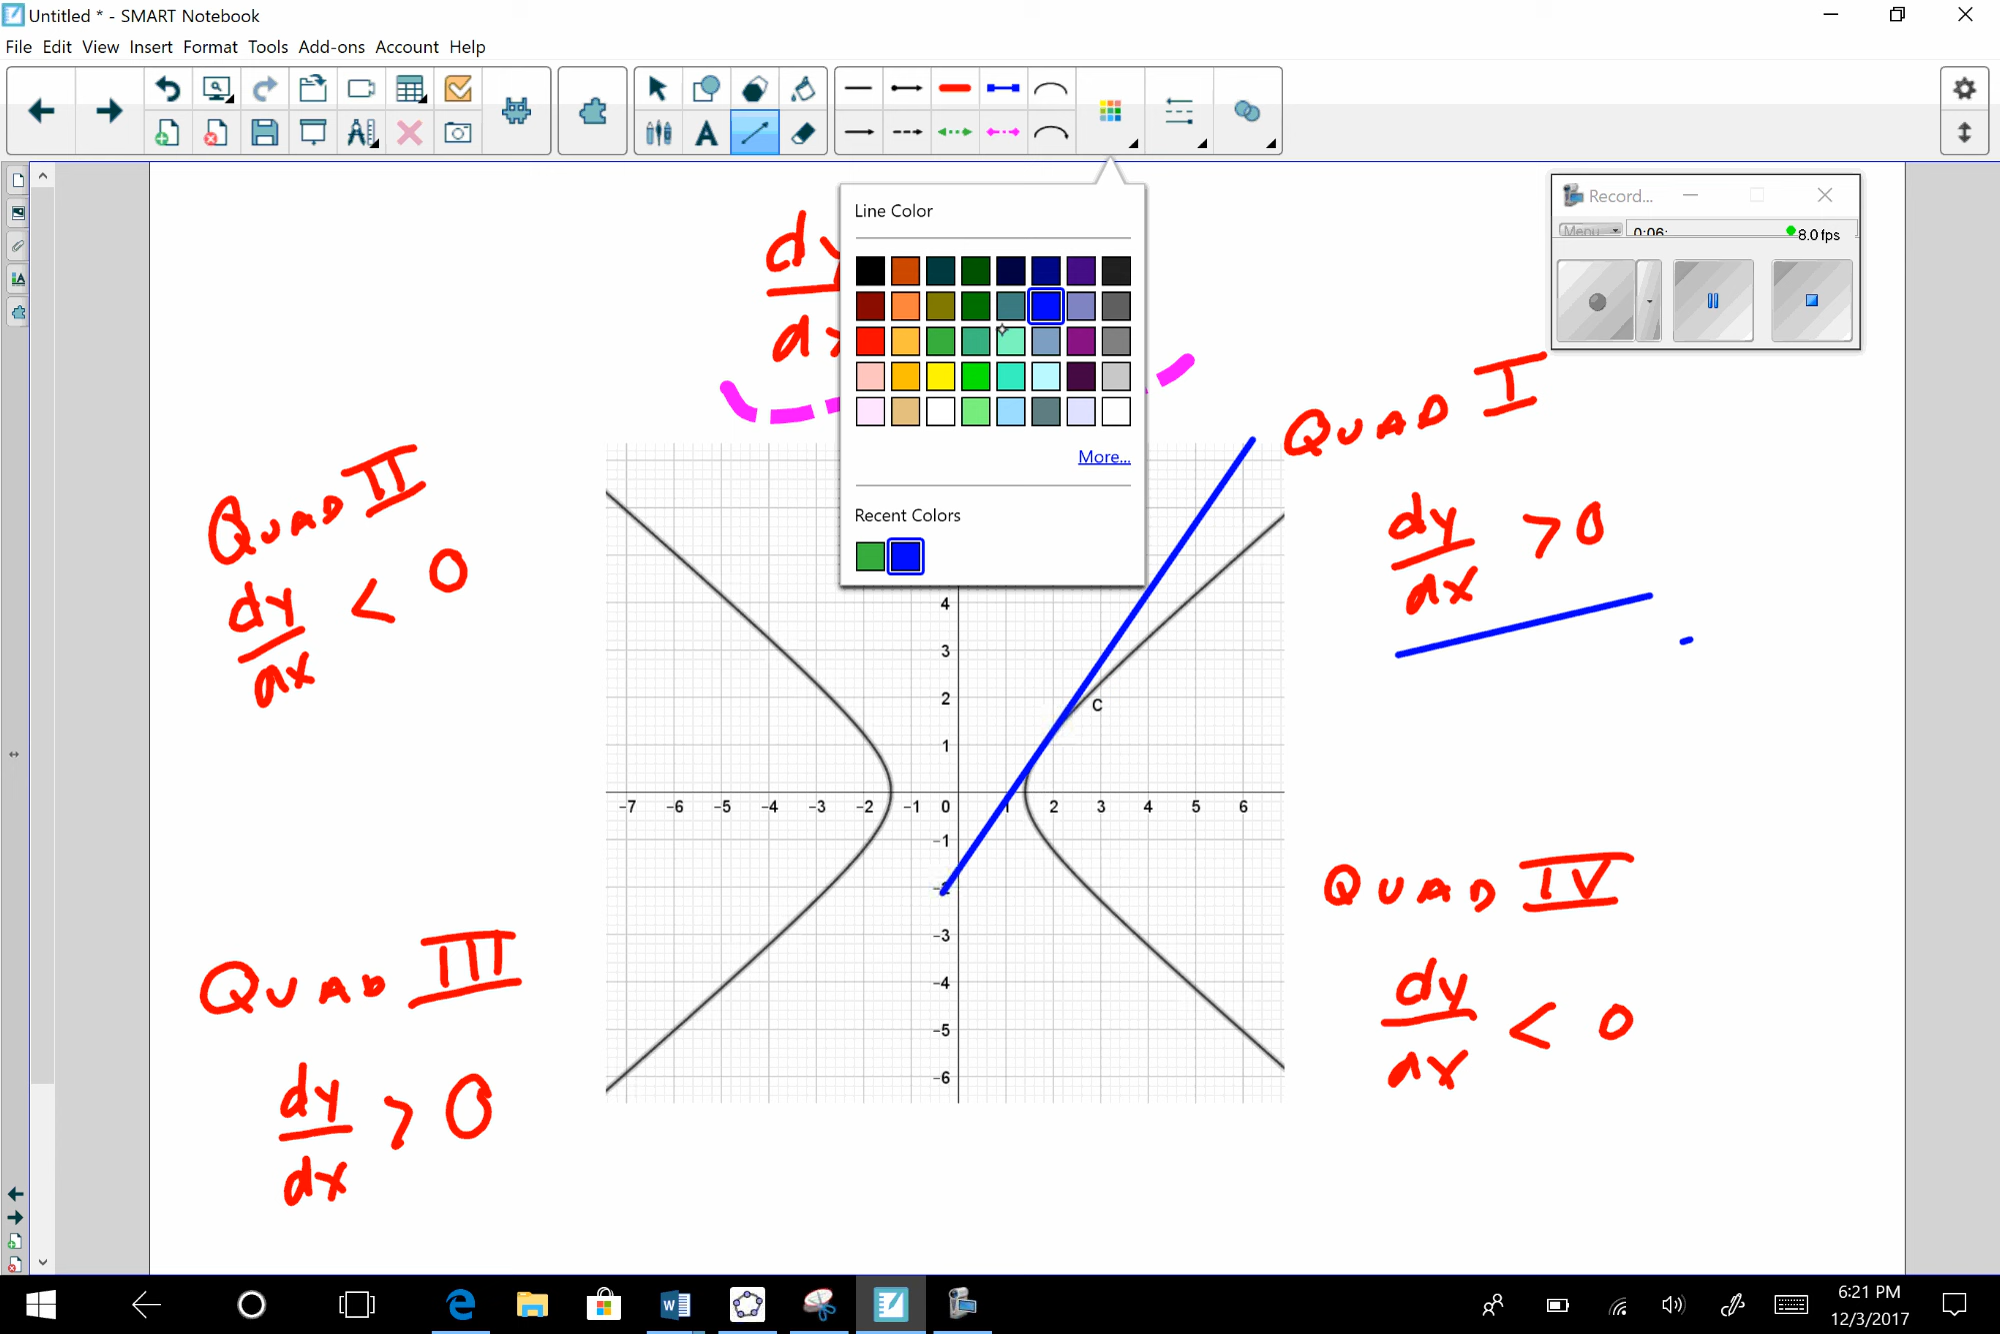 Untitled * - SMART Notebook
File Edit View Insert Format Tools Add-ons Account Help
Line Color
More...
Recent Colors
Record...
Menu
0:06:
8.0 fps
dy
dx
QUAD I
dy
dx
> 0
QUAD II
dy
dx
< 0
QUAD III
dy
dx
> 0
QUAD IV
dy
dx
< 0
4
3
2
C
1
-7 -6 -5 -4 -3 -2 -1 0 1 2 3 4 5 6
-1
-2
-3
-4
-5
-6
6:21 PM
12/3/2017